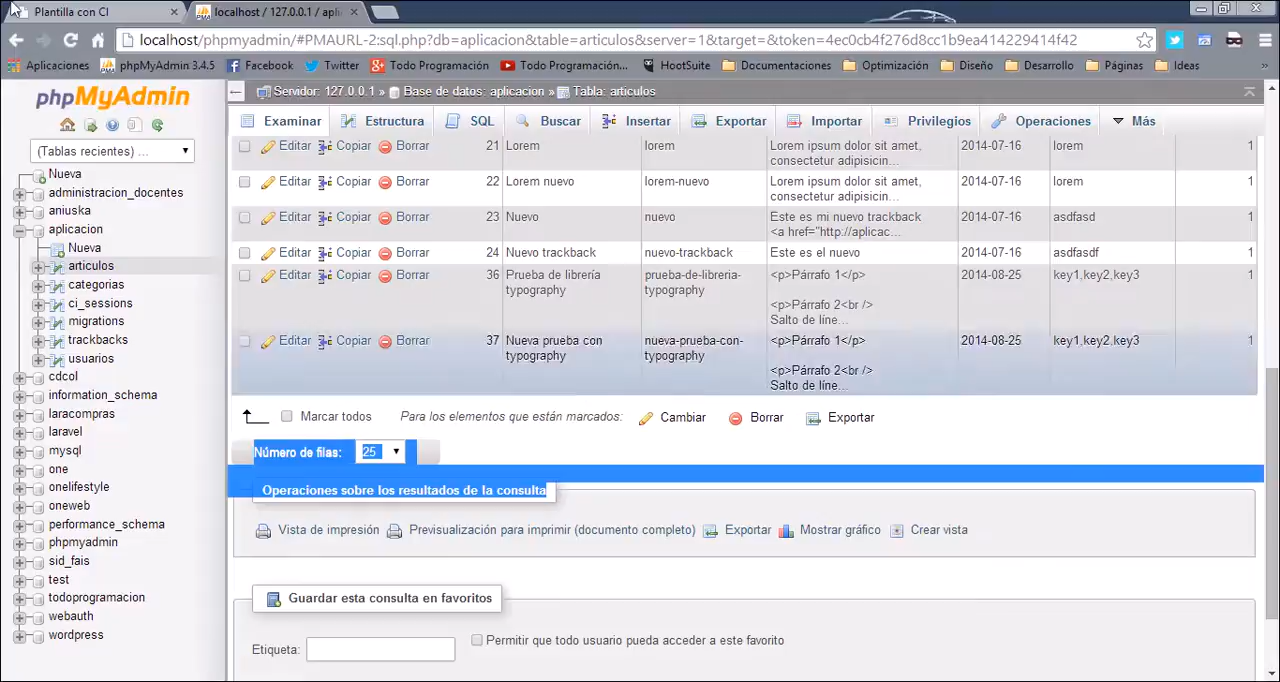 Plantilla con CI
localhost / 127.0.0.1 / apli
localhost/phpmyadmin/#PMAURL-2:sql.php?db=aplicacion&table=articulos&server=1&target=&token=4ec0cb4f276d8cc1b9ea414229414f42
Aplicaciones phpMyAdmin 3.4.5 Facebook Twitter Todo Programación Todo Programación... HootSuite Documentaciones Optimización Diseño Desarrollo Páginas Ideas »
phpMyAdmin
(Tablas recientes) ...
Nueva
administracion_docentes
aniuska
aplicacion
Nueva
articulos
categorias
ci_sessions
migrations
trackbacks
usuarios
cdcol
information_schema
laracompras
laravel
mysql
one
onelifestyle
oneweb
performance_schema
phpmyadmin
sid_fais
test
todoprogramacion
webauth
wordpress
Servidor: 127.0.0.1 » Base de datos: aplicacion » Tabla: articulos
Examinar Estructura SQL Buscar Insertar Exportar Importar Privilegios Operaciones Más
Editar Copiar Borrar 21 Lorem lorem Lorem ipsum dolor sit amet, 2014-07-16 lorem 1
consectetur adipisicin...
Editar Copiar Borrar 22 Lorem nuevo lorem-nuevo Lorem ipsum dolor sit amet, 2014-07-16 lorem 1
consectetur adipisicin...
Editar Copiar Borrar 23 Nuevo nuevo Este es mi nuevo trackback 2014-07-16 asdfasd 1
<a href="http://aplicac...
Editar Copiar Borrar 24 Nuevo trackback nuevo-trackback Este es el nuevo 2014-07-16 asdfasdf 1
Editar Copiar Borrar 36 Prueba de librería prueba-de-libreria- <p>Párrafo 1</p> 2014-08-25 key1,key2,key3 1
typography typography
<p>Párrafo 2<br />
Salto de líne...
Editar Copiar Borrar 37 Nueva prueba con nueva-prueba-con- <p>Párrafo 1</p> 2014-08-25 key1,key2,key3 1
typography typography
<p>Párrafo 2<br />
Salto de líne...
Marcar todos Para los elementos que están marcados: Cambiar Borrar Exportar
Número de filas: 25
Operaciones sobre los resultados de la consulta
Vista de impresión Previsualización para imprimir (documento completo) Exportar Mostrar gráfico Crear vista
Guardar esta consulta en favoritos
Etiqueta: Permitir que todo usuario pueda acceder a este favorito